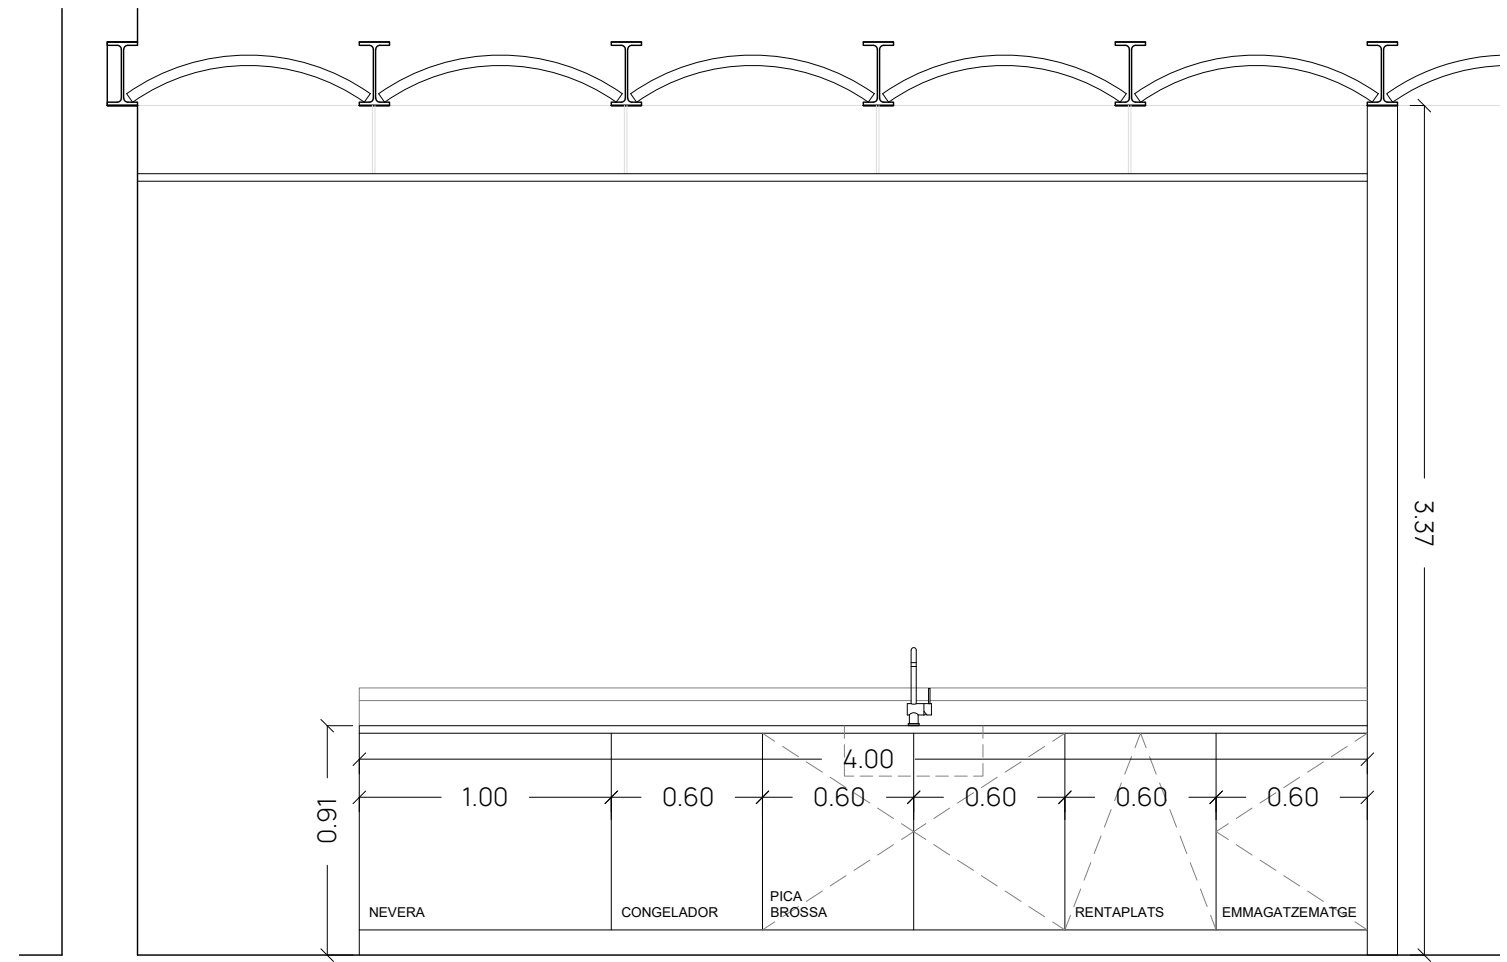 3.37
4.00
1.00
0.60
0.60
0.60
0.60
0.60
0.91
NEVERA
CONGELADOR
PICA
BROSSA
RENTAPLATS
EMMAGATZEMATGE